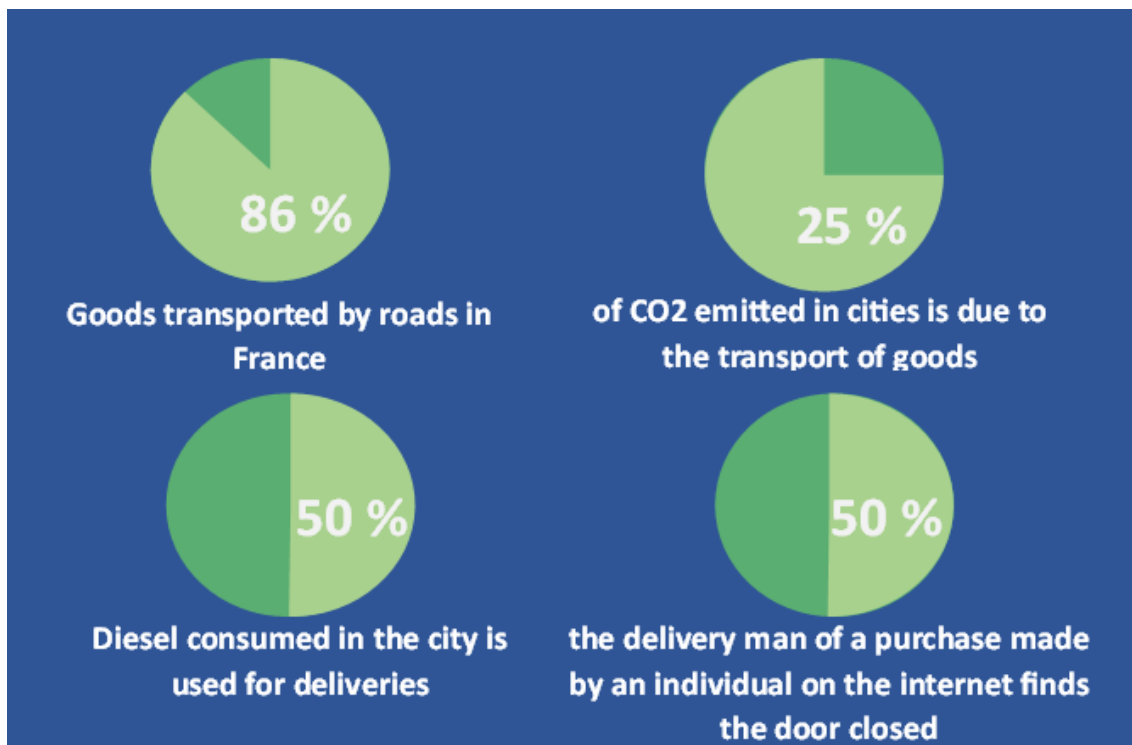 86 %
Goods transported by roads in
France
25 %
of CO2 emitted in cities is due to
the transport of goods
50 %
Diesel consumed in the city is
used for deliveries
50 %
the delivery man of a purchase made
by an individual on the internet finds
the door closed